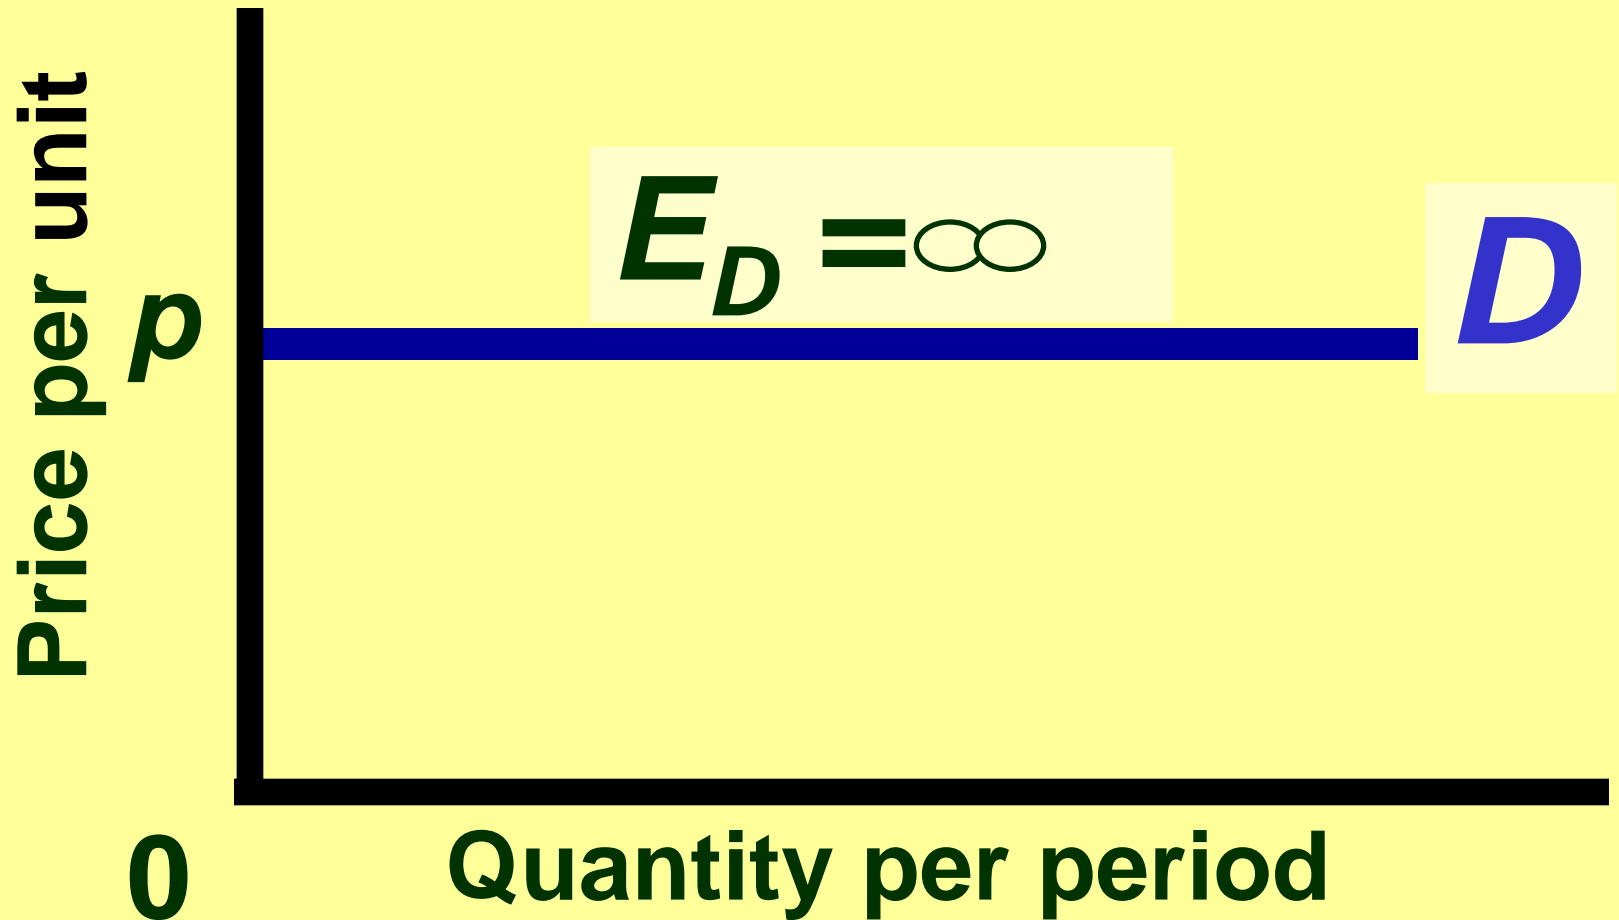 Price per unit
E_D =∞
D
p
0
Quantity per period